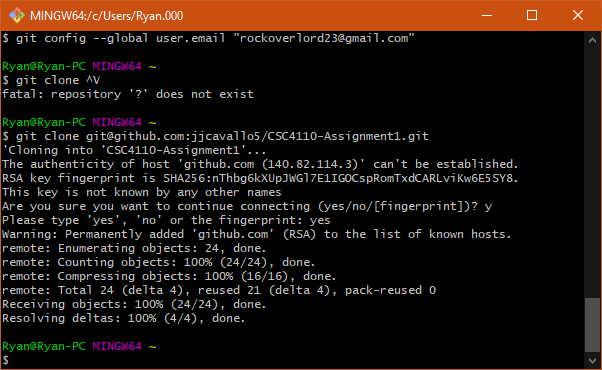 MINGW64:/c/Users/Ryan.000
$ git config --global user.email "rockoverlord23@gmail.com"
Ryan@Ryan-PC MINGW64 ~
$ git clone ^V
fatal: repository '?' does not exist
Ryan@Ryan-PC MINGW64 ~
$ git clone git@github.com:jjcavallo5/CSC4110-Assignment1.git
'Cloning into 'CSC4110-Assignment1'...
The authenticity of host 'github.com (140.82.114.3)' can't be established.
RSA key fingerprint is SHA256:nThbg6kXUpJWGl7E1IGOCspRomTxdCARLviKw6E5SY8.
This key is not known by any other names
Are you sure you want to continue connecting (yes/no/[fingerprint])? y
Please type 'yes', 'no' or the fingerprint: yes
Warning: Permanently added 'github.com' (RSA) to the list of known hosts.
remote: Enumerating objects: 24, done.
remote: Counting objects: 100% (24/24), done.
remote: Compressing objects: 100% (16/16), done.
remote: Total 24 (delta 4), reused 21 (delta 4), pack-reused 0
Receiving objects: 100% (24/24), done.
Resolving deltas: 100% (4/4), done.
Ryan@Ryan-PC MINGW64 ~
$